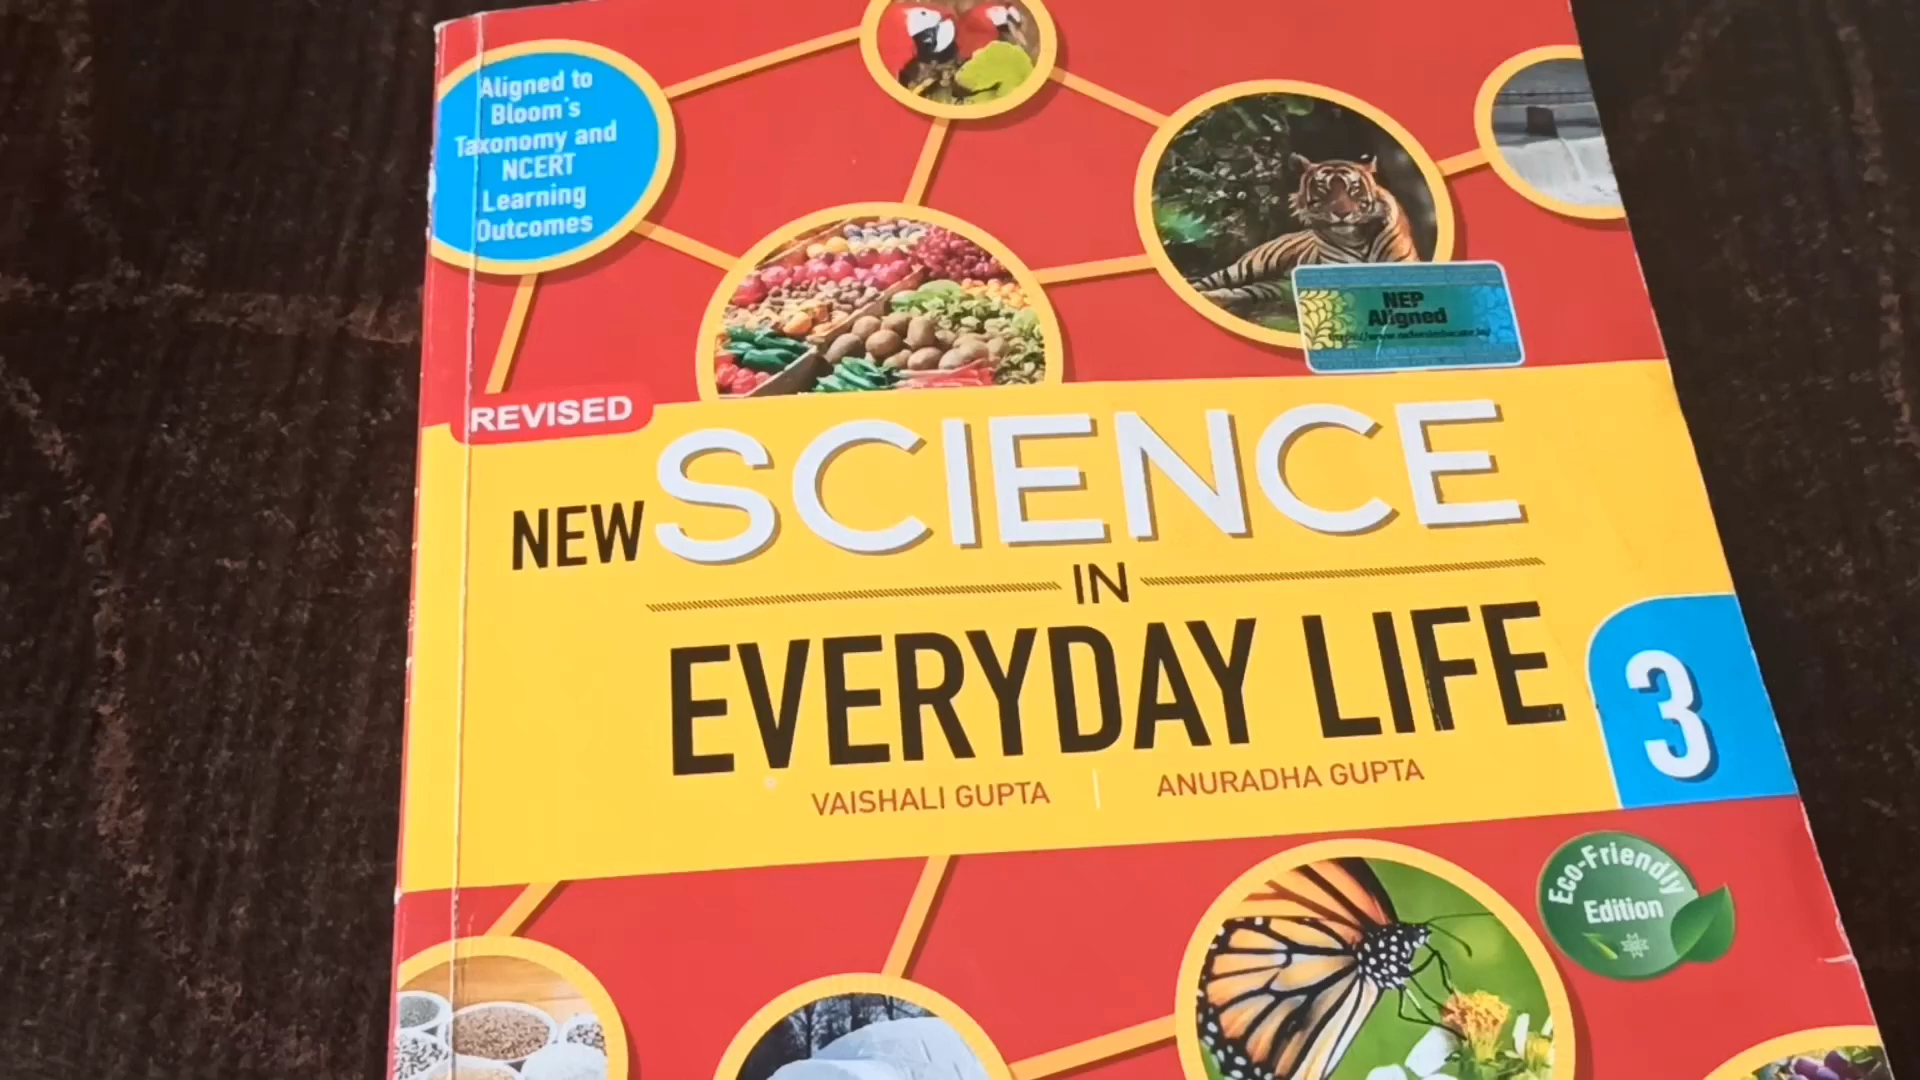 Aligned to
Bloom's
Taxonomy and
NCERT
Learning
Outcomes
NEP
Aligned
REVISED
NEW SCIENCE
IN
EVERYDAY LIFE
3
VAISHALI GUPTA
ANURADHA GUPTA
Eco-Friendly
Edition